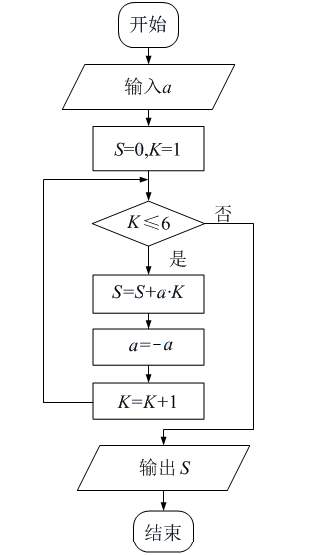 开始
输入a
S=0,K=1
K≤6
否
是
S=S+a·K
a=-a
K=K+1
输出S
结束